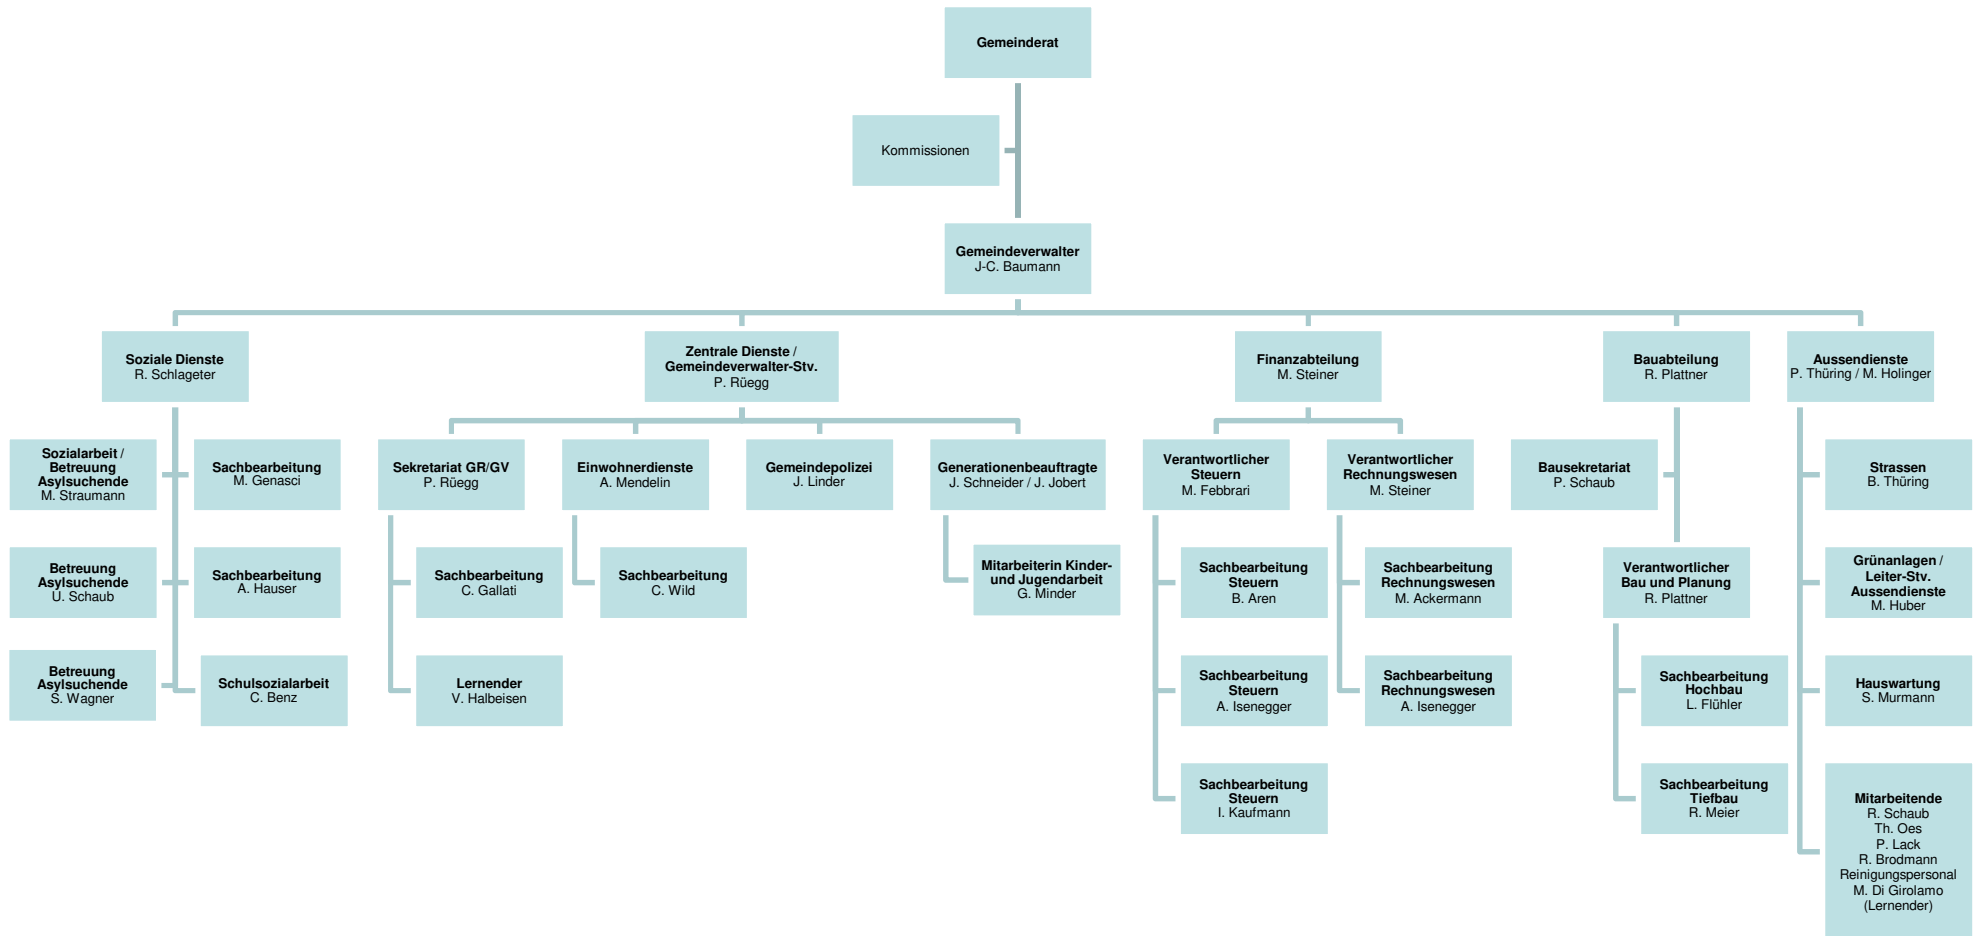 Gemeinderat
Kommissionen
Gemeindeverwalter
J-C. Baumann
Soziale Dienste
R. Schlageter
Zentrale Dienste /
Gemeindeverwalter-Stv.
P. Rüegg
Finanzabteilung
M. Steiner
Bauabteilung
R. Plattner
Aussendienste
P. Thüring / M. Holinger
Sozialarbeit /
Betreuung
Asylsuchende
M. Straumann
Sachbearbeitung
M. Genasci
Sekretariat GR/GV
P. Rüegg
Einwohnerdienste
A. Mendelin
Gemeindepolizei
J. Linder
Generationenbeauftragte
J. Schneider / J. Jobert
Verantwortlicher
Steuern
M. Febbrari
Verantwortlicher
Rechnungswesen
M. Steiner
Bausekretariat
P. Schaub
Strassen
B. Thüring
Betreuung
Asylsuchende
U. Schaub
Sachbearbeitung
A. Hauser
Sachbearbeitung
C. Gallati
Sachbearbeitung
C. Wild
Mitarbeiterin Kinder-
und Jugendarbeit
G. Minder
Sachbearbeitung
Steuern
B. Aren
Sachbearbeitung
Rechnungswesen
M. Ackermann
Verantwortlicher
Bau und Planung
R. Plattner
Grünanlagen /
Leiter-Stv.
Aussendienste
M. Huber
Betreuung
Asylsuchende
S. Wagner
Schulsozialarbeit
C. Benz
Lernender
V. Halbeisen
Sachbearbeitung
Steuern
A. Isenegger
Sachbearbeitung
Rechnungswesen
A. Isenegger
Sachbearbeitung
Hochbau
L. Flühler
Hauswartung
S. Murmann
Sachbearbeitung
Steuern
I. Kaufmann
Sachbearbeitung
Tiefbau
R. Meier
Mitarbeitende
R. Schaub
Th. Oes
P. Lack
R. Brodmann
Reinigungspersonal
M. Di Girolamo
(Lernender)